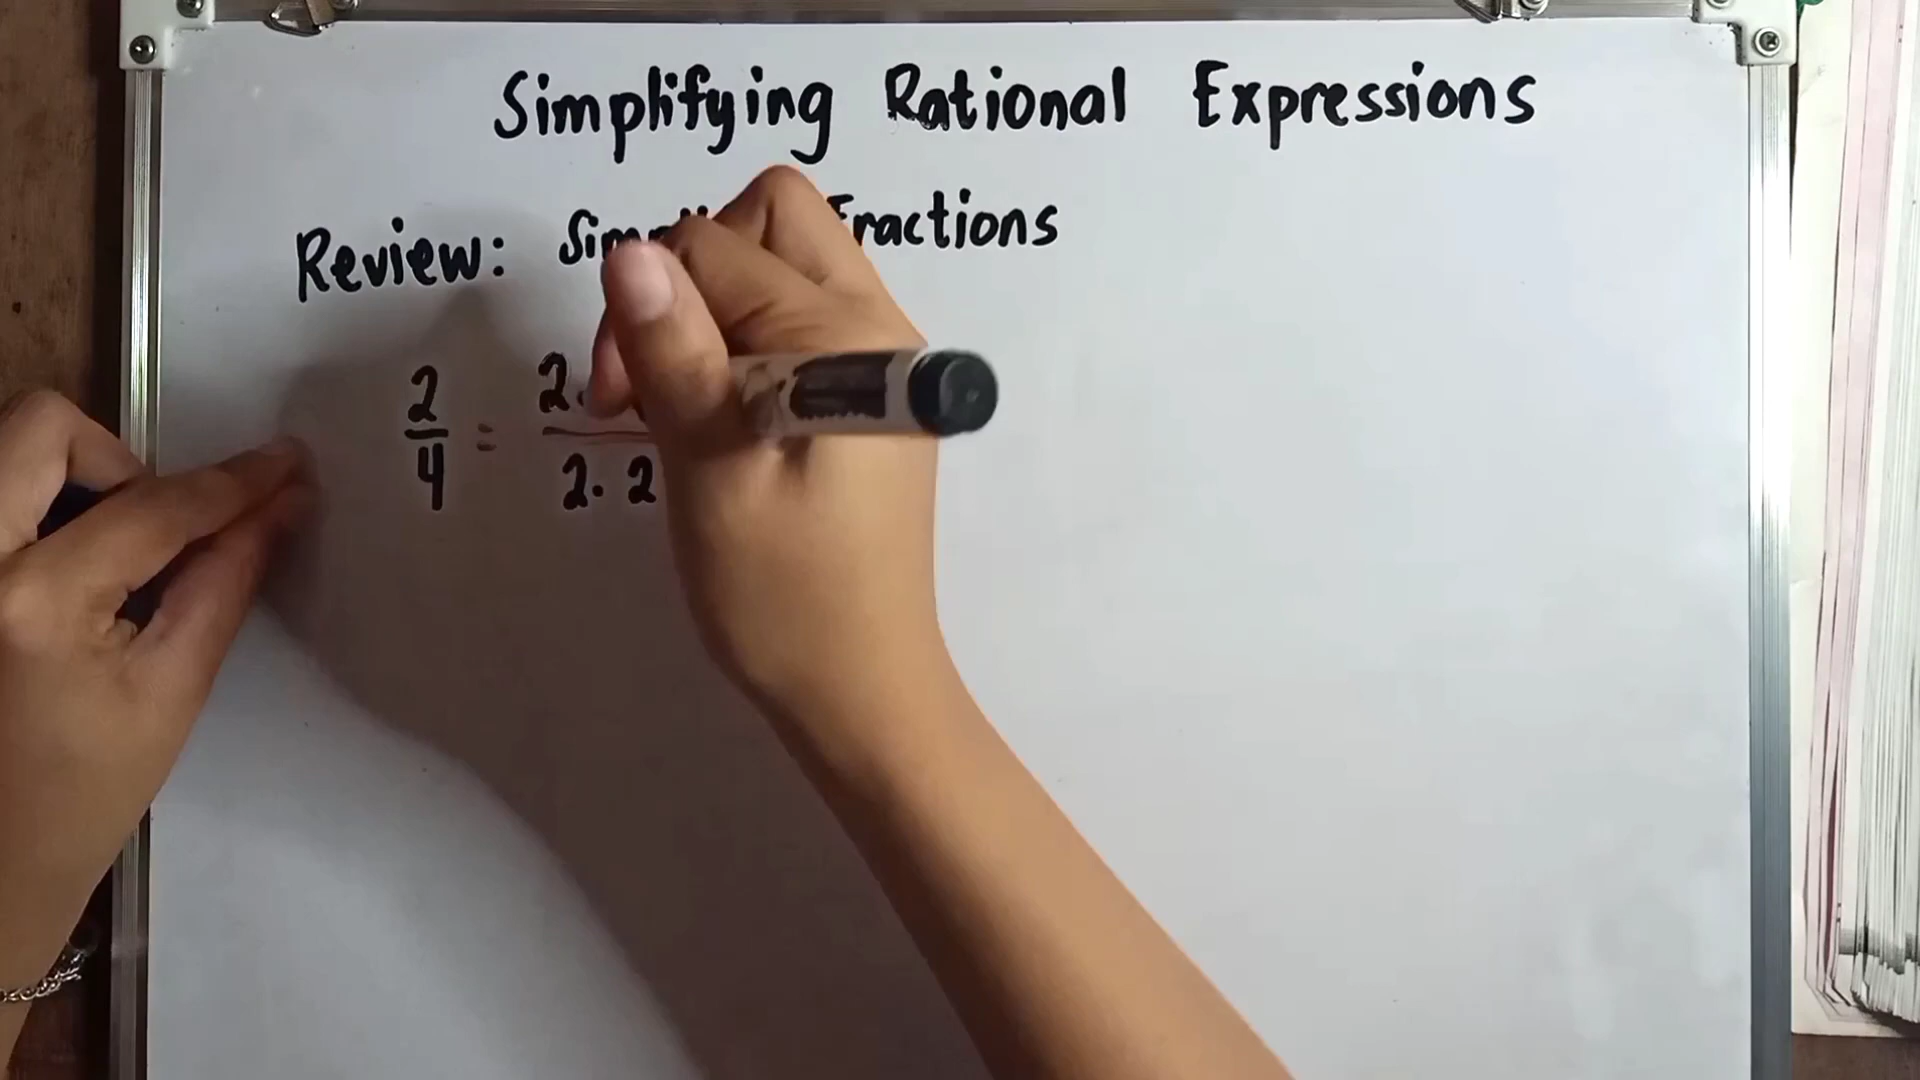 Simplifying Rational Expressions
Review: Fractions
2/4 = 2·
2. 2